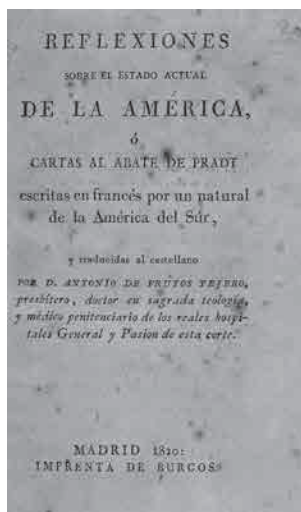 REFLEXIONES
SOBRE EL ESTADO ACTUAL
DE LA AMÉRICA,
ó
CARTAS AL ABATE DE PRADT
escritas en francés por un natural
de la América del Súr,
y traducidas al castellano
POR D. ANTONIO DE FRUTOS TEJERO,
presbítero, doctor en sagrada teología,
y médico penitenciario de los reales hospi-
tales General y Pasion de esta corte.
MADRID 1820:
IMPRENTA DE BURGOS.